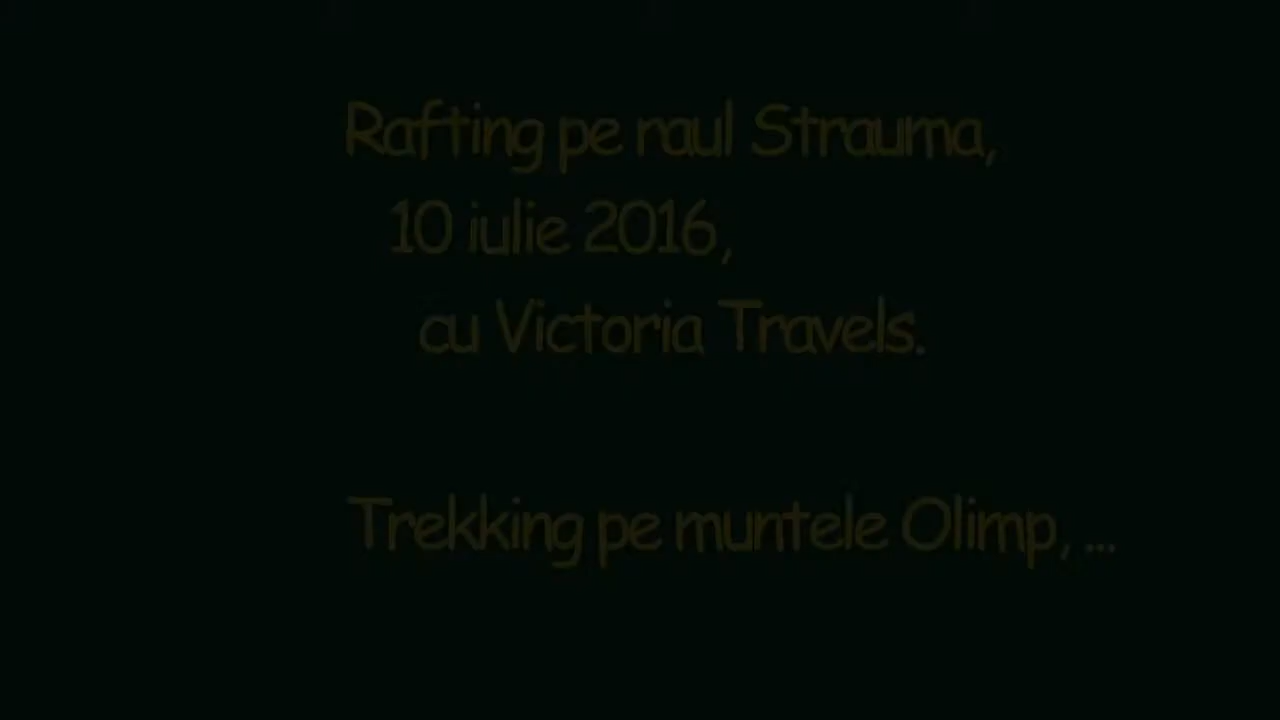 Rafting pe raul Strauma,
10 iulie 2016,
cu Victoria Travels.
Trekking pe muntele Olimp, ...